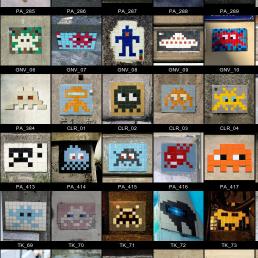 PA_285 PA_286 PA_287 PA_288 PA_289
GNV_06 GNV_07 GNV_08 GNV_09 GNV_10
PA_384 CLR_01 CLR_02 CLR_03 CLR_04
PA_413 PA_414 PA_415 PA_416 PA_417
TK_69 TK_70 TK_71 TK_72 TK_73